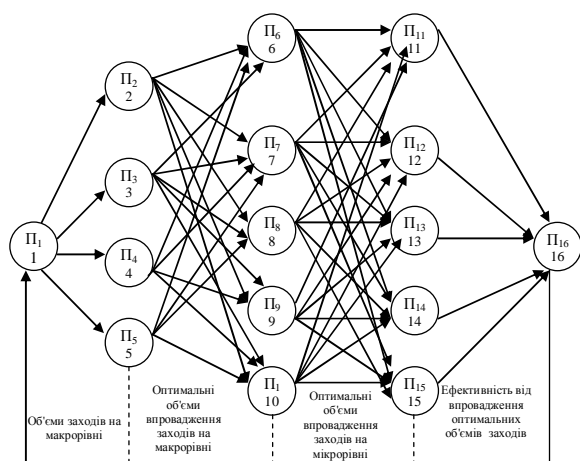 П1
1
П2
2
П3
3
П4
4
П5
5
П6
6
П7
7
П8
8
П9
9
П1
10
П11
11
П12
12
П13
13
П14
14
П15
15
П16
16
Об'єми заходів на
макрорівні
Оптимальні
об'єми
впровадження
заходів на макрорівні
Оптимальні
об'єми
впровадження
заходів на
мікрорівні
Ефективність від
впровадження
оптимальних
об'ємів заходів